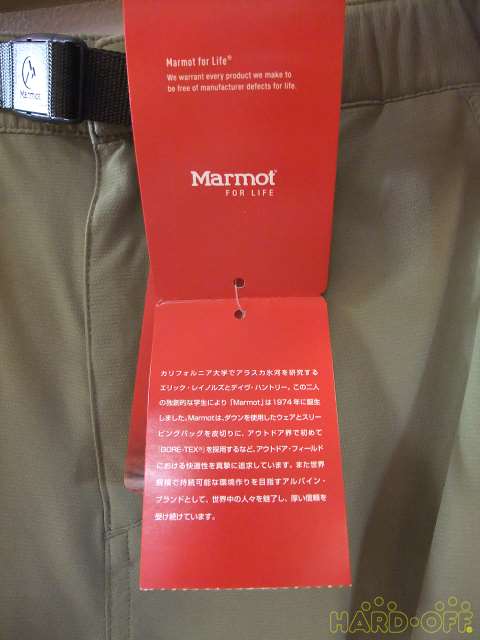 Marmot for Life®
We warrant every product we make to
be free of manufacturer defects for life.
Marmot
Marmot
FOR LIFE
カリフォルニア大学でアラスカ氷河を研究する
エリック・レイノルズとデイヴ・ハントリー。この二人
の独創的な学生により「Marmot」は1974年に誕生
しました。Marmotは、ダウンを使用したウェアとスリー
ピングバッグを皮切りに、アウトドア界で初めて
「GORE-TEX®」を採用するなど、アウトドア・フィールド
における快適性を真摯に追求しています。また世界
規模で持続可能な環境作りを目指すアルパイン・
ブランドとして、世界中の人々を魅了し、厚い信頼を
受け続けています。
HARD・OFF